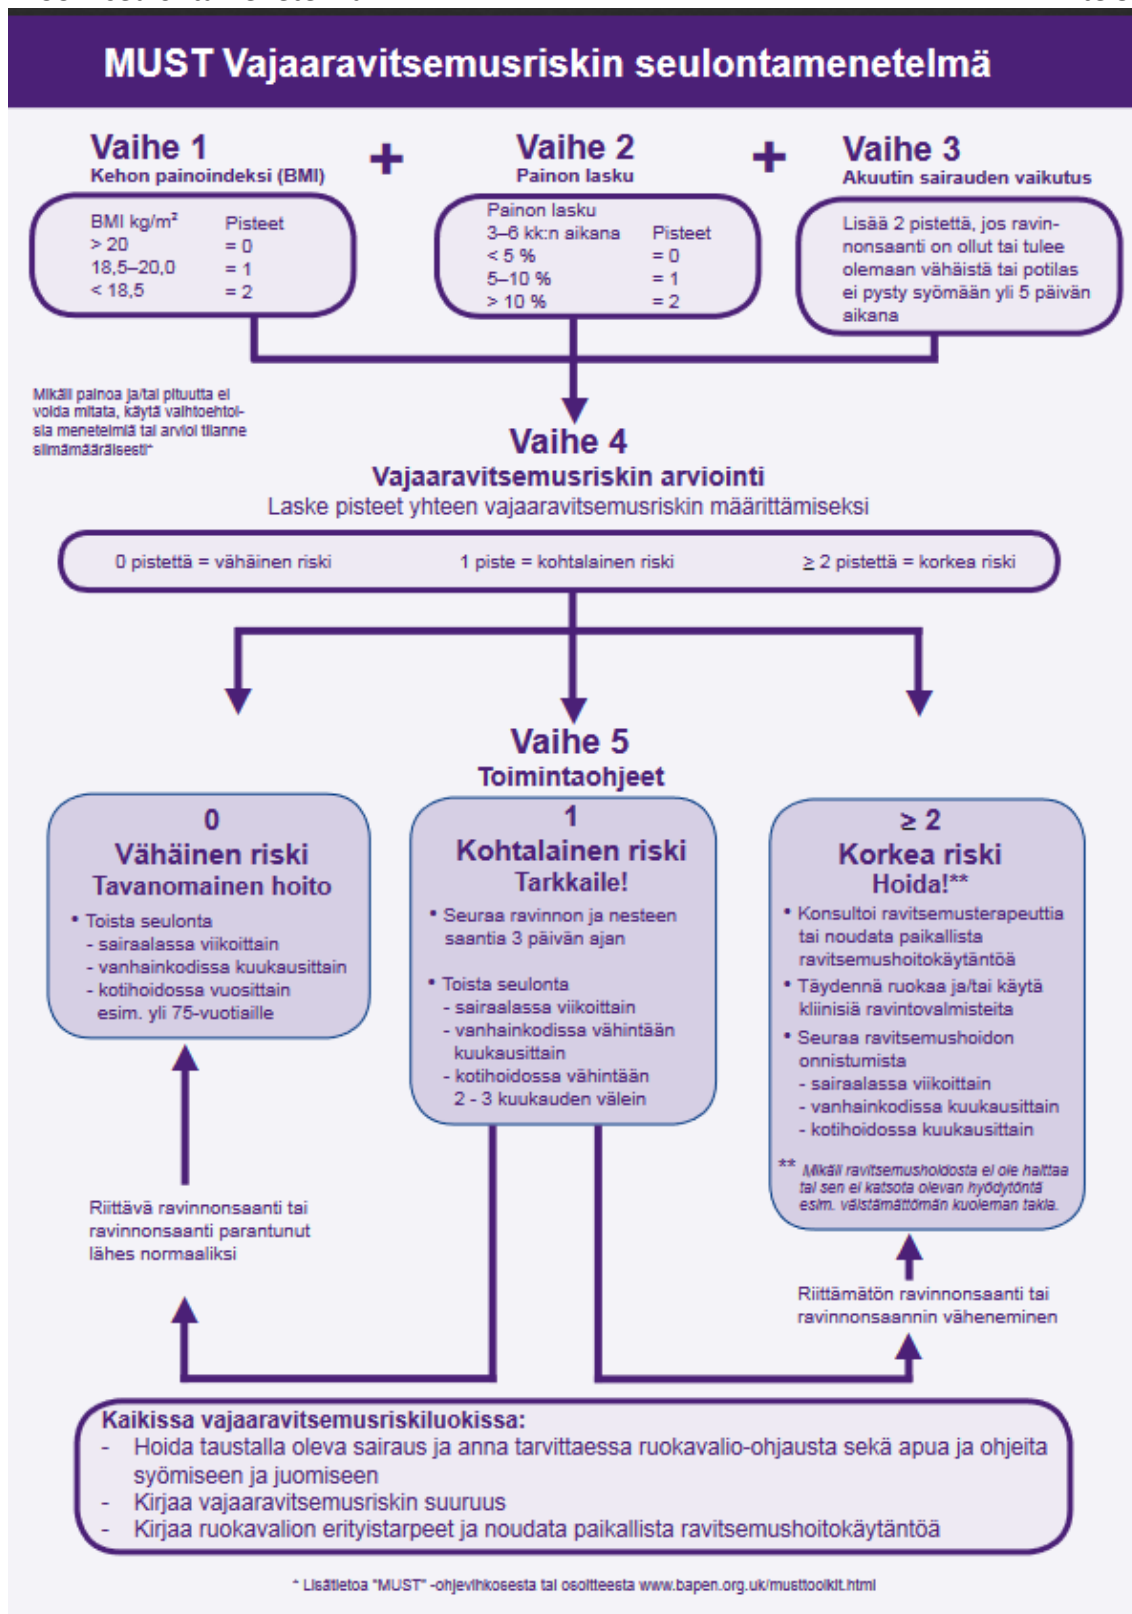 MUST Vajaaravitsemusriskin seulontamenetelmä
Vaihe 1
Kehon painoindeksi (BMI)
BMI kg/m² Pisteet
> 20 = 0
18,5–20,0 = 1
< 18,5 = 2
+
Vaihe 2
Painon lasku
Painon lasku
3–6 kk:n aikana Pisteet
< 5 % = 0
5–10 % = 1
> 10 % = 2
+
Vaihe 3
Akuutin sairauden vaikutus
Lisää 2 pistettä, jos ravin-
nonsaanti on ollut tai tulee
olemaan vähäistä tai potilas
ei pysty syömään yli 5 päivän
aikana
Mikäli painoa ja/tai pituutta ei
voida mitata, käytä vaihtoehtoi-
sia menetelmiä tai arvioi tilanne
silmämääräisesti*
Vaihe 4
Vajaaravitsemusriskin arviointi
Laske pisteet yhteen vajaaravitsemusriskin määrittämiseksi
0 pistettä = vähäinen riski 1 piste = kohtalainen riski ≥ 2 pistettä = korkea riski
Vaihe 5
Toimintaohjeet
0
Vähäinen riski
Tavanomainen hoito
• Toista seulonta
- sairaalassa viikoittain
- vanhainkodissa kuukausittain
- kotihoidossa vuosittain
esim. yli 75-vuotiaille
1
Kohtalainen riski
Tarkkaile!
• Seuraa ravinnon ja nesteen
saantia 3 päivän ajan
• Toista seulonta
- sairaalassa viikoittain
- vanhainkodissa vähintään
kuukausittain
- kotihoidossa vähintään
2 - 3 kuukauden välein
≥ 2
Korkea riski
Hoida!**
• Konsultoi ravitsemusterapeuttia
tai noudata paikallista
ravitsemushoitokäytäntöä
• Täydennä ruokaa ja/tai käytä
kliinisiä ravintovalmisteita
• Seuraa ravitsemushoidon
onnistumista
- sairaalassa viikoittain
- vanhainkodissa kuukausittain
- kotihoidossa kuukausittain
** Mikäli ravitsemushoidosta ei ole haittaa
tai sen ei katsota olevan hyödytöntä
esim. väistämättömän kuoleman takia.
Riittävä ravinnonsaanti tai
ravinnonsaanti parantunut
lähes normaaliksi
Riittämätön ravinnonsaanti tai
ravinnonsaannin väheneminen
Kaikissa vajaaravitsemusriskiluokissa:
- Hoida taustalla oleva sairaus ja anna tarvittaessa ruokavalio-ohjausta sekä apua ja ohjeita
syömiseen ja juomiseen
- Kirjaa vajaaravitsemusriskin suuruus
- Kirjaa ruokavalion erityistarpeet ja noudata paikallista ravitsemushoitokäytäntöä
* Lisätietoa "MUST" -ohjevihkosesta tai osoitteesta www.bapen.org.uk/musttoolkit.html